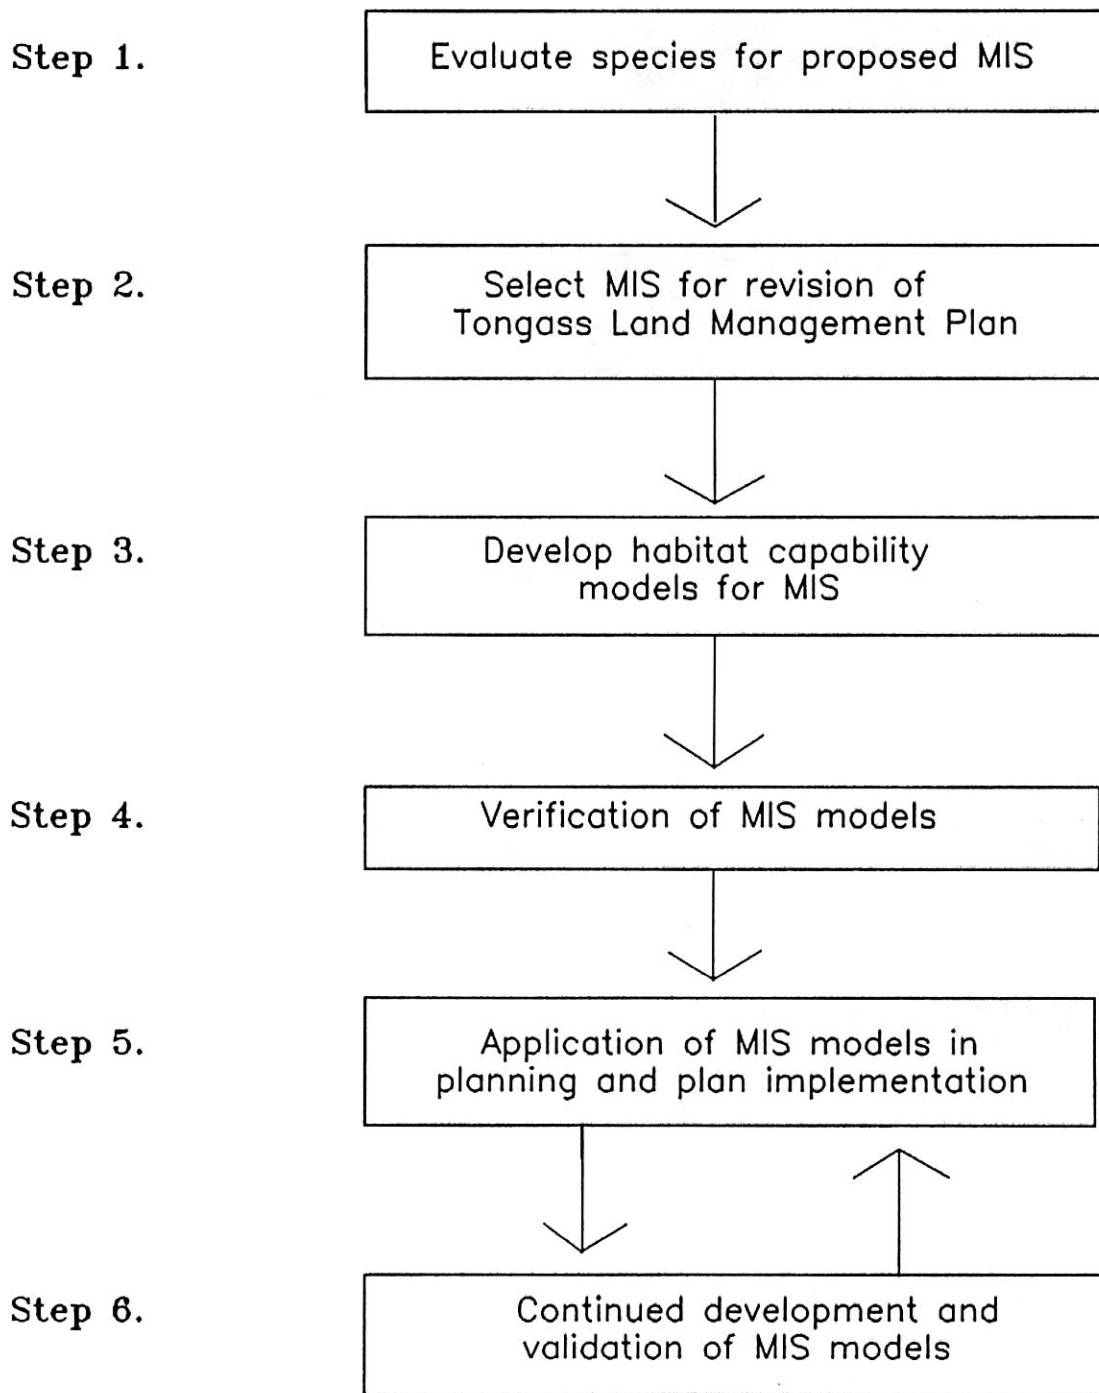 Step 1.
Evaluate species for proposed MIS
Step 2.
Select MIS for revision of
Tongass Land Management Plan
Step 3.
Develop habitat capability
models for MIS
Step 4.
Verification of MIS models
Step 5.
Application of MIS models in
planning and plan implementation
Step 6.
Continued development and
validation of MIS models